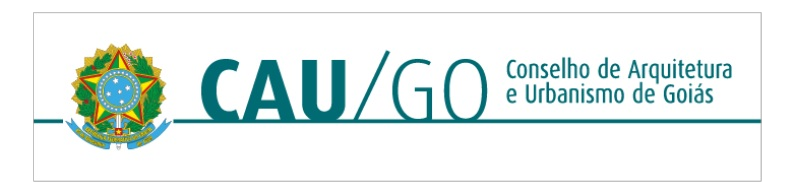 CAU/GO
Conselho de Arquitetura
e Urbanismo de Goiás